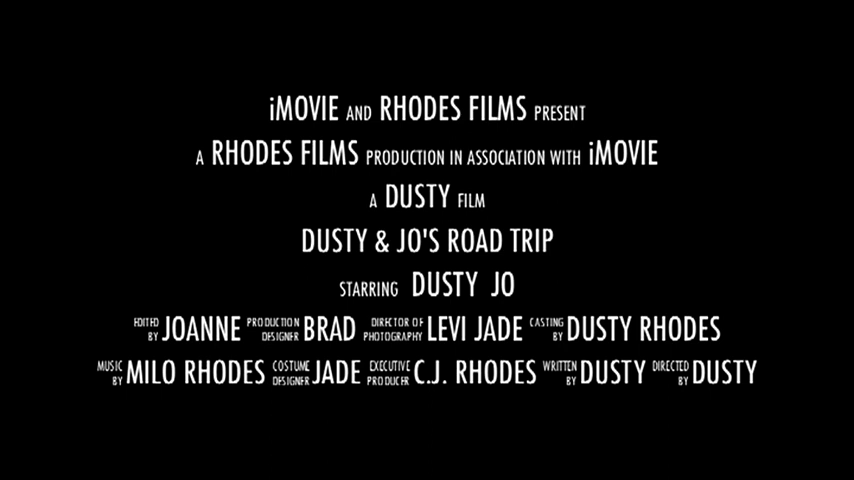 iMOVIE AND RHODES FILMS PRESENT
A RHODES FILMS PRODUCTION IN ASSOCIATION WITH iMOVIE
A DUSTY FILM
DUSTY & JO'S ROAD TRIP
STARRING DUSTY JO
EDITED BY JOANNE PRODUCTION DESIGNER BRAD DIRECTOR OF PHOTOGRAPHY LEVI JADE CASTING BY DUSTY RHODES
MUSIC BY MILO RHODES COSTUME DESIGNER JADE EXECUTIVE PRODUCER C.J. RHODES WRITTEN BY DUSTY DIRECTED BY DUSTY